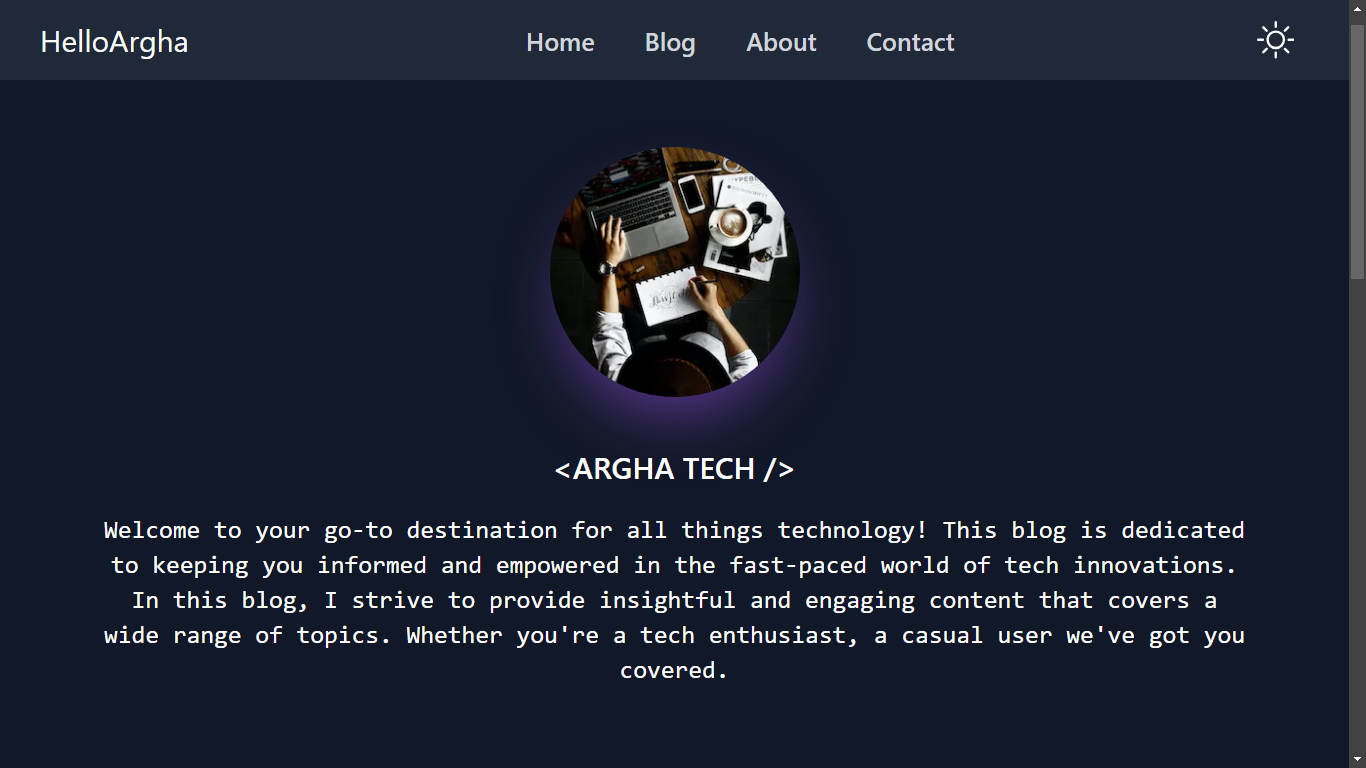 HelloArgha
Home Blog About Contact
<ARGHA TECH />
Welcome to your go-to destination for all things technology! This blog is dedicated
to keeping you informed and empowered in the fast-paced world of tech innovations.
In this blog, I strive to provide insightful and engaging content that covers a
wide range of topics. Whether you're a tech enthusiast, a casual user we've got you
covered.